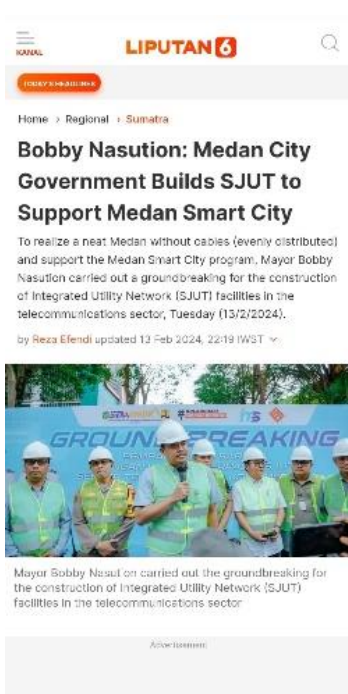 KANAL
LIPUTAN 6
TODAY'S HEADLINES
Home > Regional > Sumatra
Bobby Nasution: Medan City
Government Builds SJUT to
Support Medan Smart City
To realize a neat Medan without cables (evenly distributed)
and support the Medan Smart City program, Mayor Bobby
Nasution carried out a groundbreaking for the construction
of Integrated Utility Network (SJUT) facilities in the
telecommunications sector, Tuesday (13/2/2024).
by Reza Efendi updated 13 Feb 2024, 22:19 IWST
GROUNDBREAKING
Mayor Bobby Nasution carried out the groundbreaking for
the construction of Integrated Utility Network (SJUT)
facilities in the telecommunications sector
Advertisement